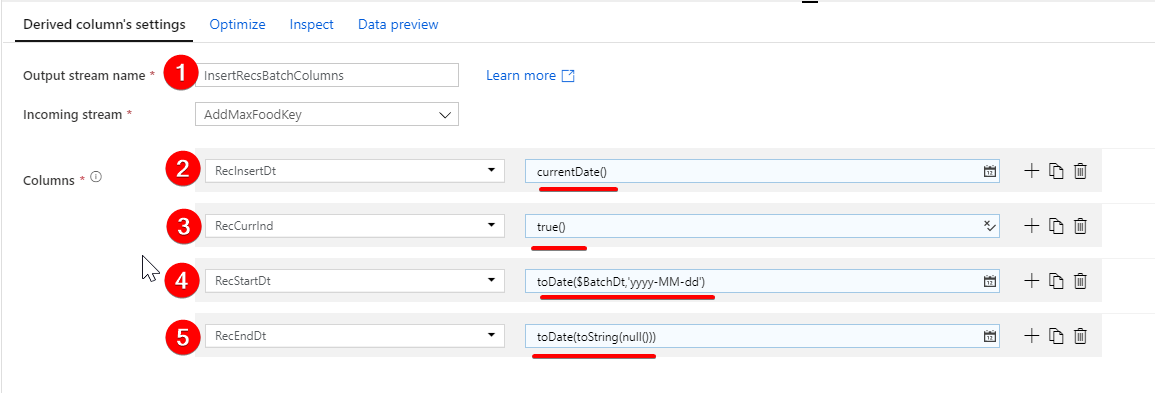 Derived column's settings Optimize Inspect Data preview
Output stream name * 1 InsertRecsBatchColumns Learn more
Incoming stream * AddMaxFoodKey
Columns * 2 RecInsertDt currentDate()
3 RecCurrInd true()
4 RecStartDt toDate($BatchDt,'yyyy-MM-dd')
5 RecEndDt toDate(toString(null()))